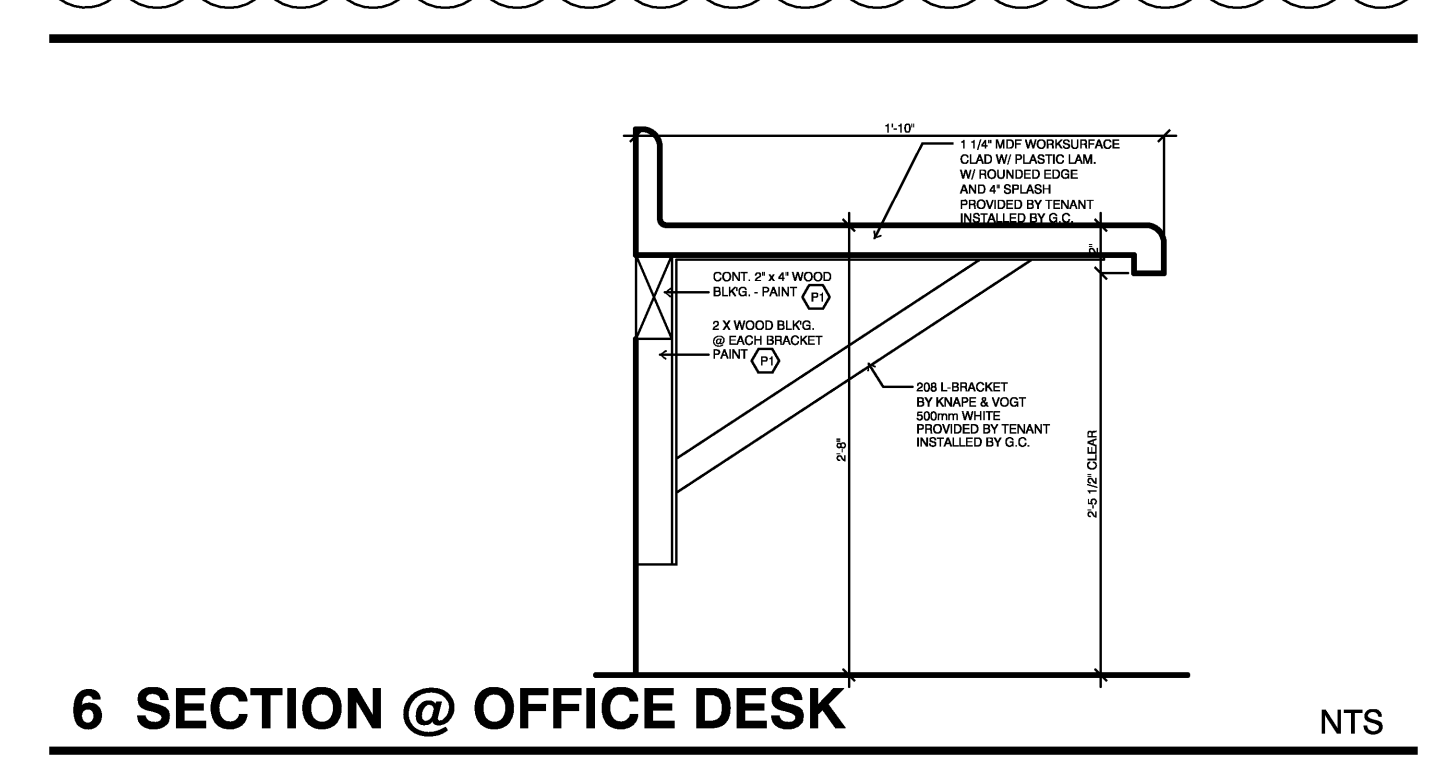 1'-10"
1 1/4" MDF WORKSURFACE
CLAD W/ PLASTIC LAM.
W/ ROUNDED EDGE
AND 4" SPLASH
PROVIDED BY TENANT
INSTALLED BY G.C.
2"
CONT. 2" x 4" WOOD
BLK'G. - PAINT P1
2 X WOOD BLK'G.
@ EACH BRACKET
PAINT P1
208 L-BRACKET
BY KNAPE & VOGT
500mm WHITE
PROVIDED BY TENANT
INSTALLED BY G.C.
2'-8"
2'-5 1/2" CLEAR
6 SECTION @ OFFICE DESK
NTS